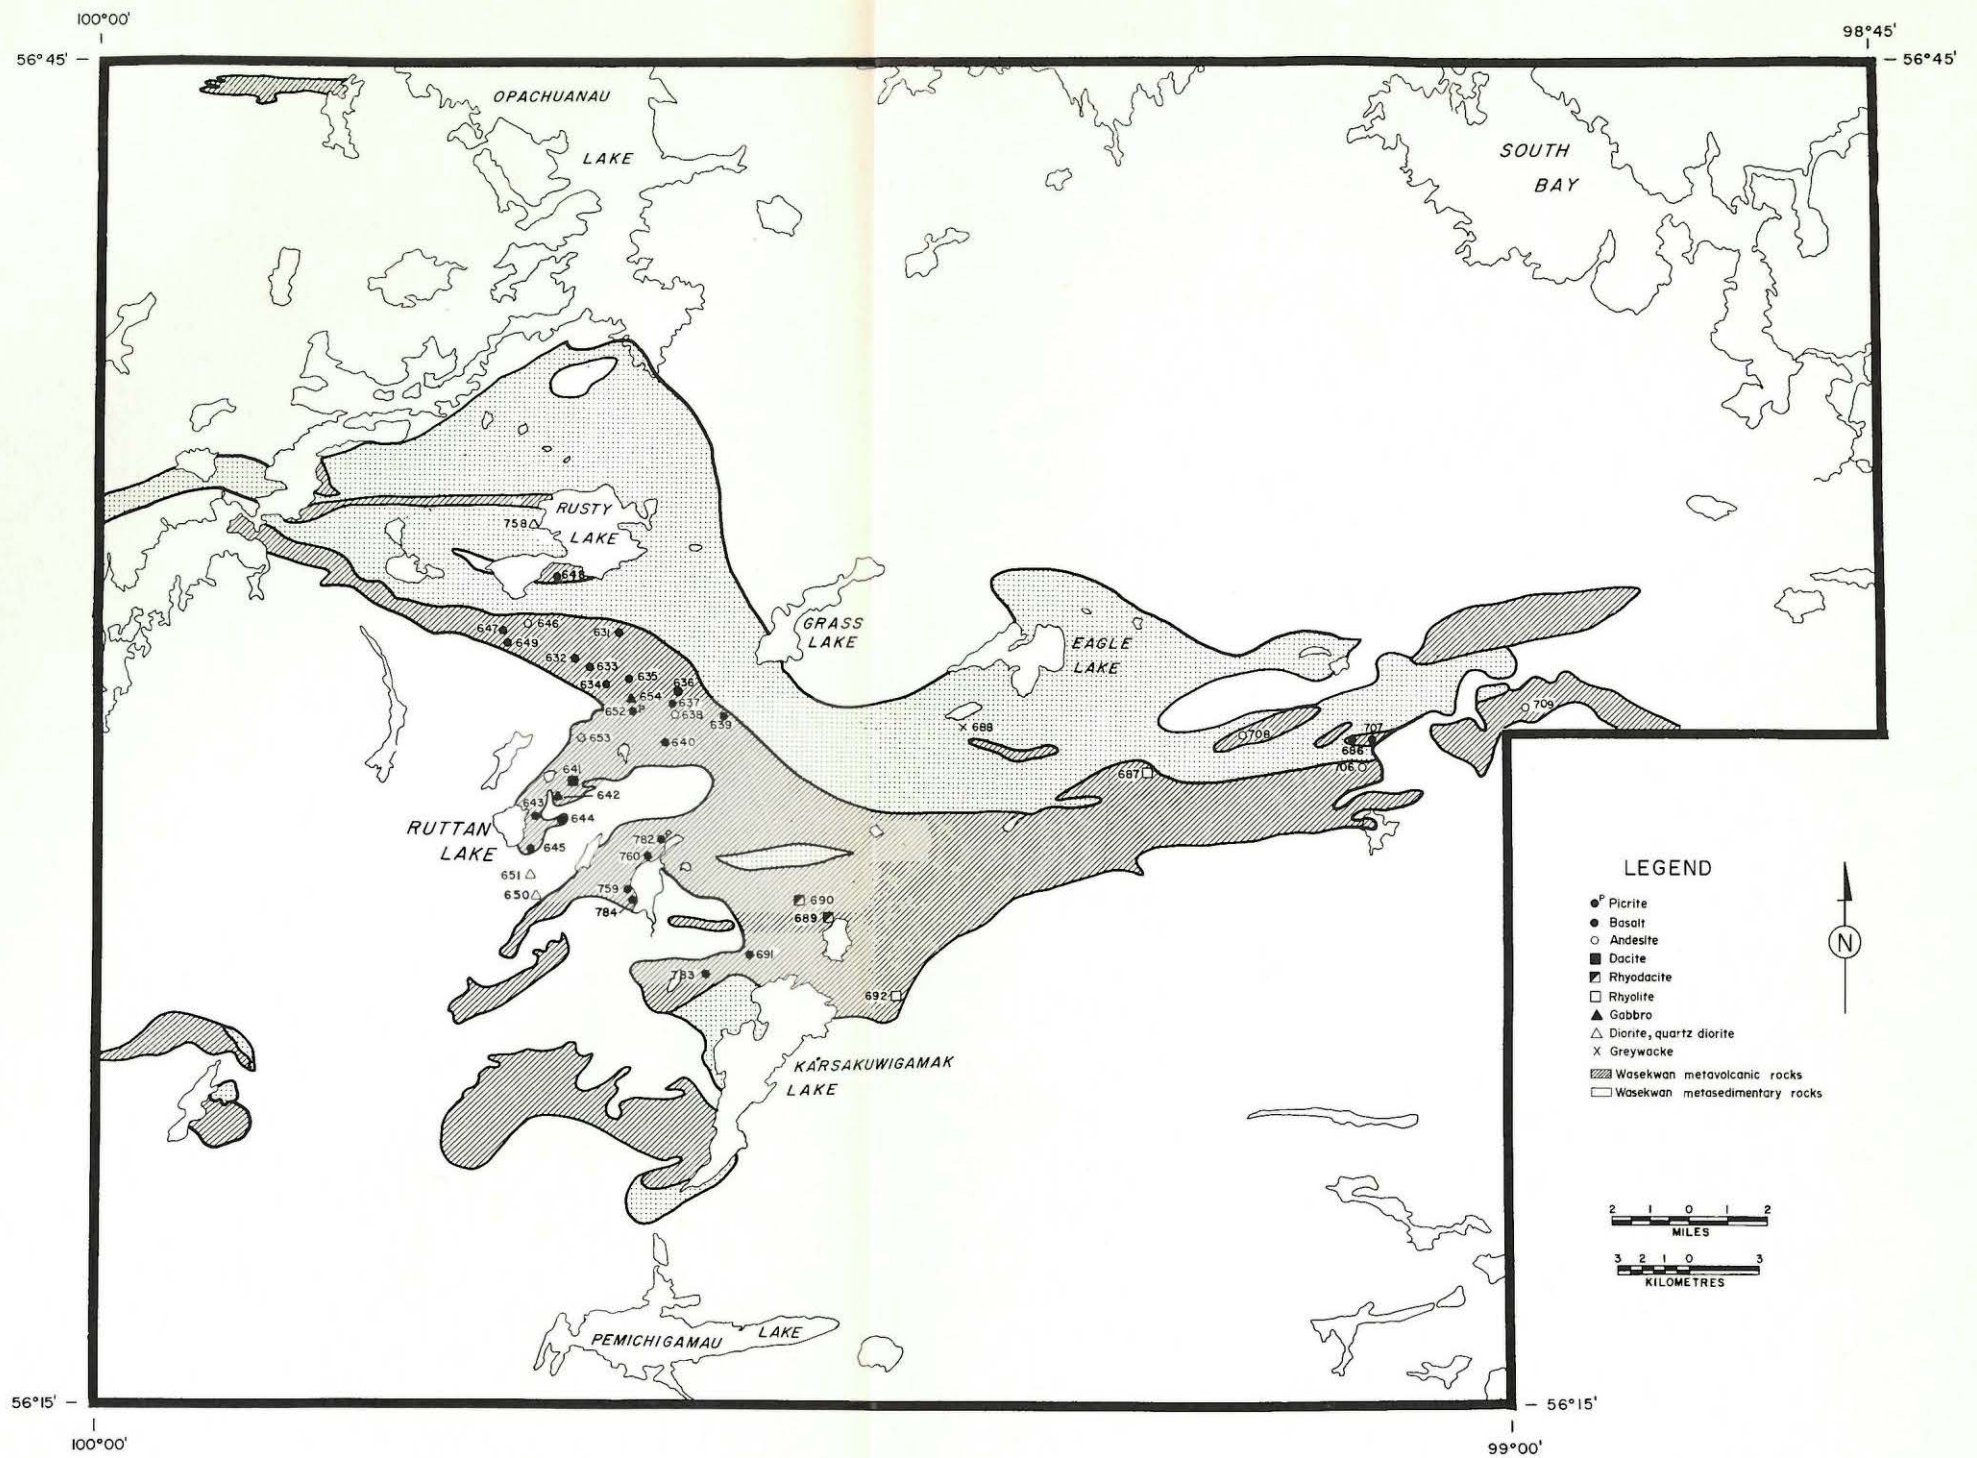 100°00'
98°45'
56°45'
56°45'
OPACHUANAU
LAKE
SOUTH
BAY
RUSTY
LAKE
758
648
GRASS
LAKE
EAGLE
LAKE
647
646
649
631
632
633
634
635
636
654
637
652 P
638
639
653
640
641
642
643
644
645
RUTTAN
LAKE
651
650
782 P
760
759
784
688
687
708
707
686
706
709
690
689
691
783
692
KARSAKUWIGAMAK
LAKE
PEMICHIGAMAU LAKE
LEGEND
P Picrite
Basalt
Andesite
Dacite
Rhyodacite
Rhyolite
Gabbro
Diorite, quartz diorite
X Greywacke
Wasekwan metavolcanic rocks
Wasekwan metasedimentary rocks
N
2 1 0 1 2
MILES
3 2 1 0 3
KILOMETRES
56°15'
56°15'
100°00'
99°00'